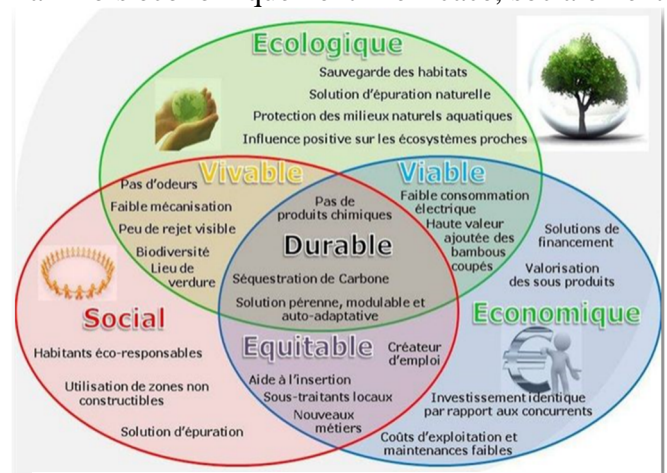 Ecologique
Sauvegarde des habitats
Solution d'épuration naturelle
Protection des milieux naturels aquatiques
Influence positive sur les écosystèmes proches
Vivable
Pas d'odeurs
Faible mécanisation
Peu de rejet visible
Biodiversité
Lieu de
verdure
Viable
Faible consommation
électrique
Haute valeur
ajoutée des
bambous
coupés
Pas de
produits chimiques
Durable
Séquestration de Carbone
Solution pérenne, modulable et
auto-adaptative
Solutions de
financement
Valorisation
des sous produits
Social
Habitants éco-responsables
Utilisation de zones non
constructibles
Solution d'épuration
Equitable
Créateur
d'emploi
Aide à l'insertion
Sous-traitants locaux
Nouveaux
métiers
Economique
Investissement identique
par rapport aux concurrents
Coûts d'exploitation et
maintenances faibles